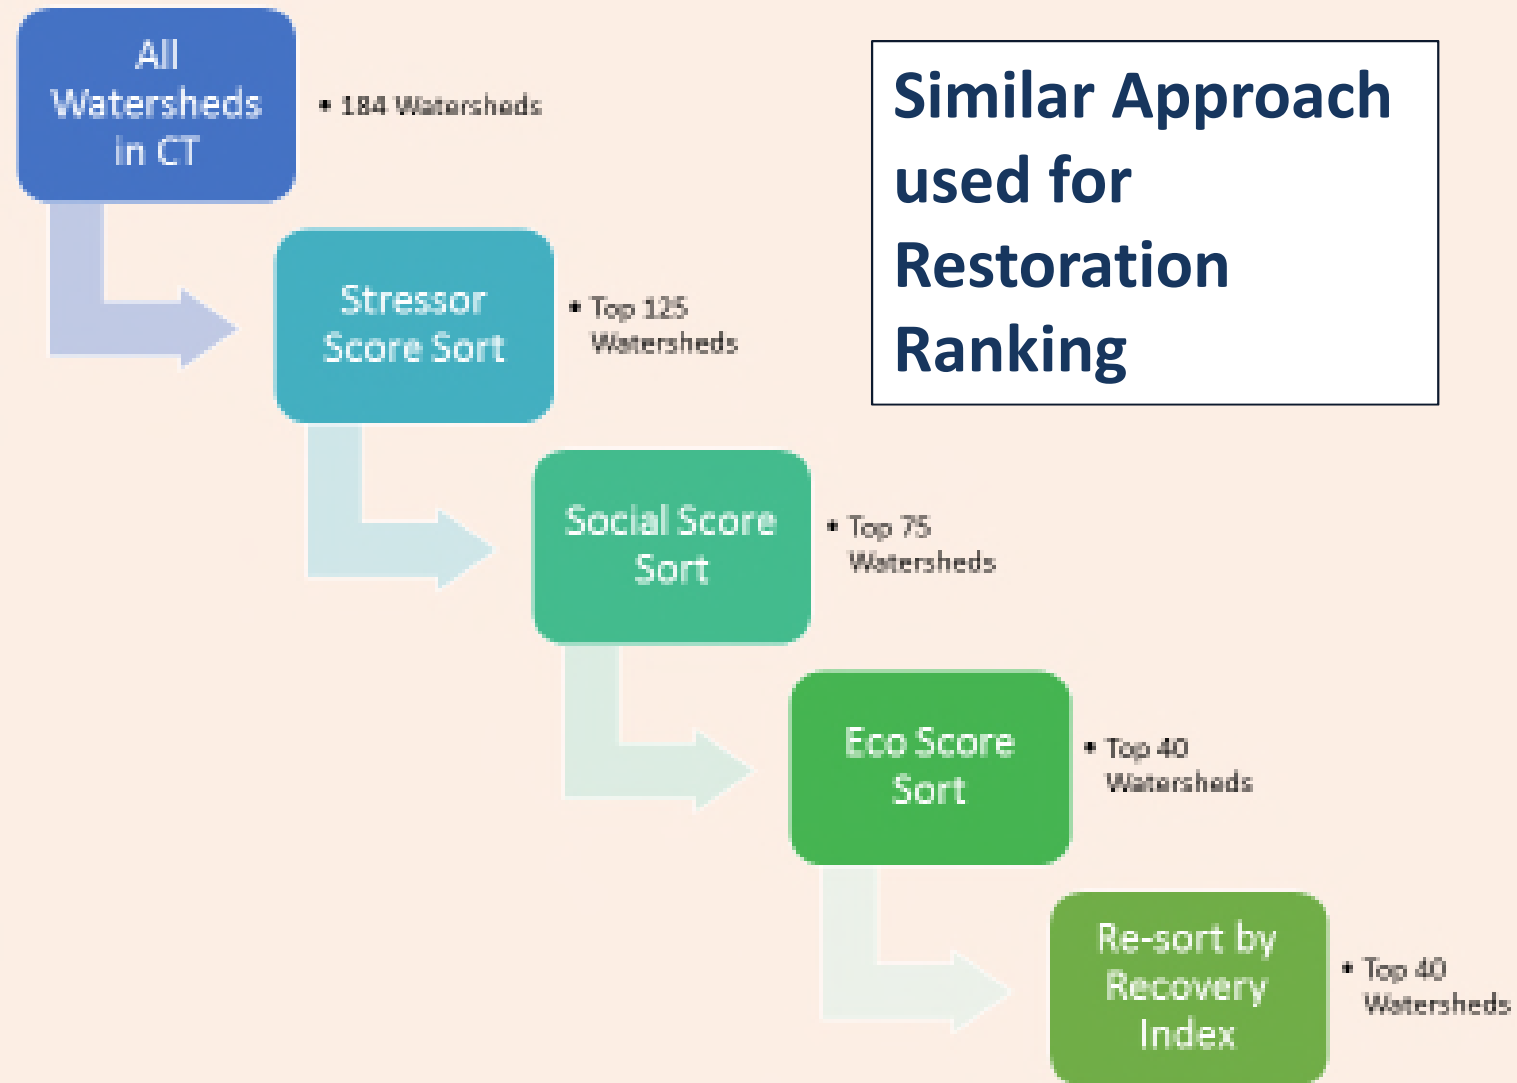 All
Watersheds
in CT
• 184 Watersheds
Similar Approach
used for
Restoration
Ranking
Stressor
Score Sort
• Top 125
Watersheds
Social Score
Sort
• Top 75
Watersheds
Eco Score
Sort
• Top 40
Watersheds
Re-sort by
Recovery
Index
• Top 40
Watersheds